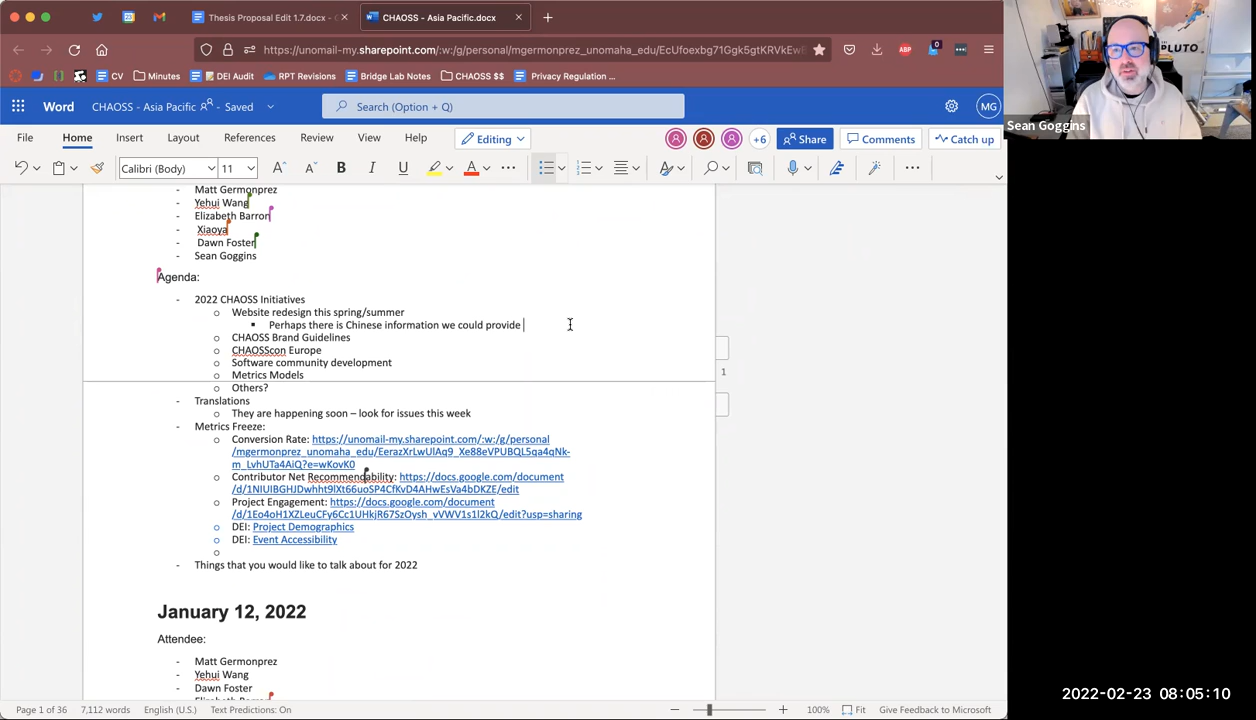 Thesis Proposal Edit 1.7.docx -
CHAOSS - Asia Pacific.docx
https://unomail-my.sharepoint.com/:w:/g/personal/mgermonprez_unomaha_edu/EcUfoexbg71Ggk5gtKRVkEwB
CV
Minutes
DEI Audit
RPT Revisions
Bridge Lab Notes
CHAOSS $$
Privacy Regulation ...
Word
CHAOSS - Asia Pacific - Saved
Search (Option + Q)
MG
File
Home
Insert
Layout
References
Review
View
Help
Editing
+6
Share
Comments
Catch up
Calibri (Body)
11
- Matt Germonprez
- Yehui Wang
- Elizabeth Barron
- Xiaoya
- Dawn Foster
- Sean Goggins
Agenda:
- 2022 CHAOSS Initiatives
o Website redesign this spring/summer
▪ Perhaps there is Chinese information we could provide
o CHAOSS Brand Guidelines
o CHAOSScon Europe
o Software community development
o Metrics Models
o Others?
- Translations
o They are happening soon – look for issues this week
- Metrics Freeze:
o Conversion Rate: https://unomail-my.sharepoint.com/:w:/g/personal
/mgermonprez_unomaha_edu/EerazXrLwUlAq9_Xe88eVPUBQL5qa4qNk-
m_LvhUTa4AiQ?e=wKovK0
o Contributor Net Recommendability: https://docs.google.com/document
/d/1NIUIBGHJDwhht9lXt66uoSP4CfKvD4AHwEsVa4bDKZE/edit
o Project Engagement: https://docs.google.com/document
/d/1Eo4oH1XZLeuCFy6Cc1UHkjR67SzOysh_vVWV1s1l2kQ/edit?usp=sharing
o DEI: Project Demographics
o DEI: Event Accessibility
o
- Things that you would like to talk about for 2022
January 12, 2022
Attendee:
- Matt Germonprez
- Yehui Wang
- Dawn Foster
- Elizabeth Barron
1
Page 1 of 36
7,112 words
English (U.S.)
Text Predictions: On
100%
Fit
Give Feedback to Microsoft
PLUTO
Sean Goggins
2022-02-23 08:05:10